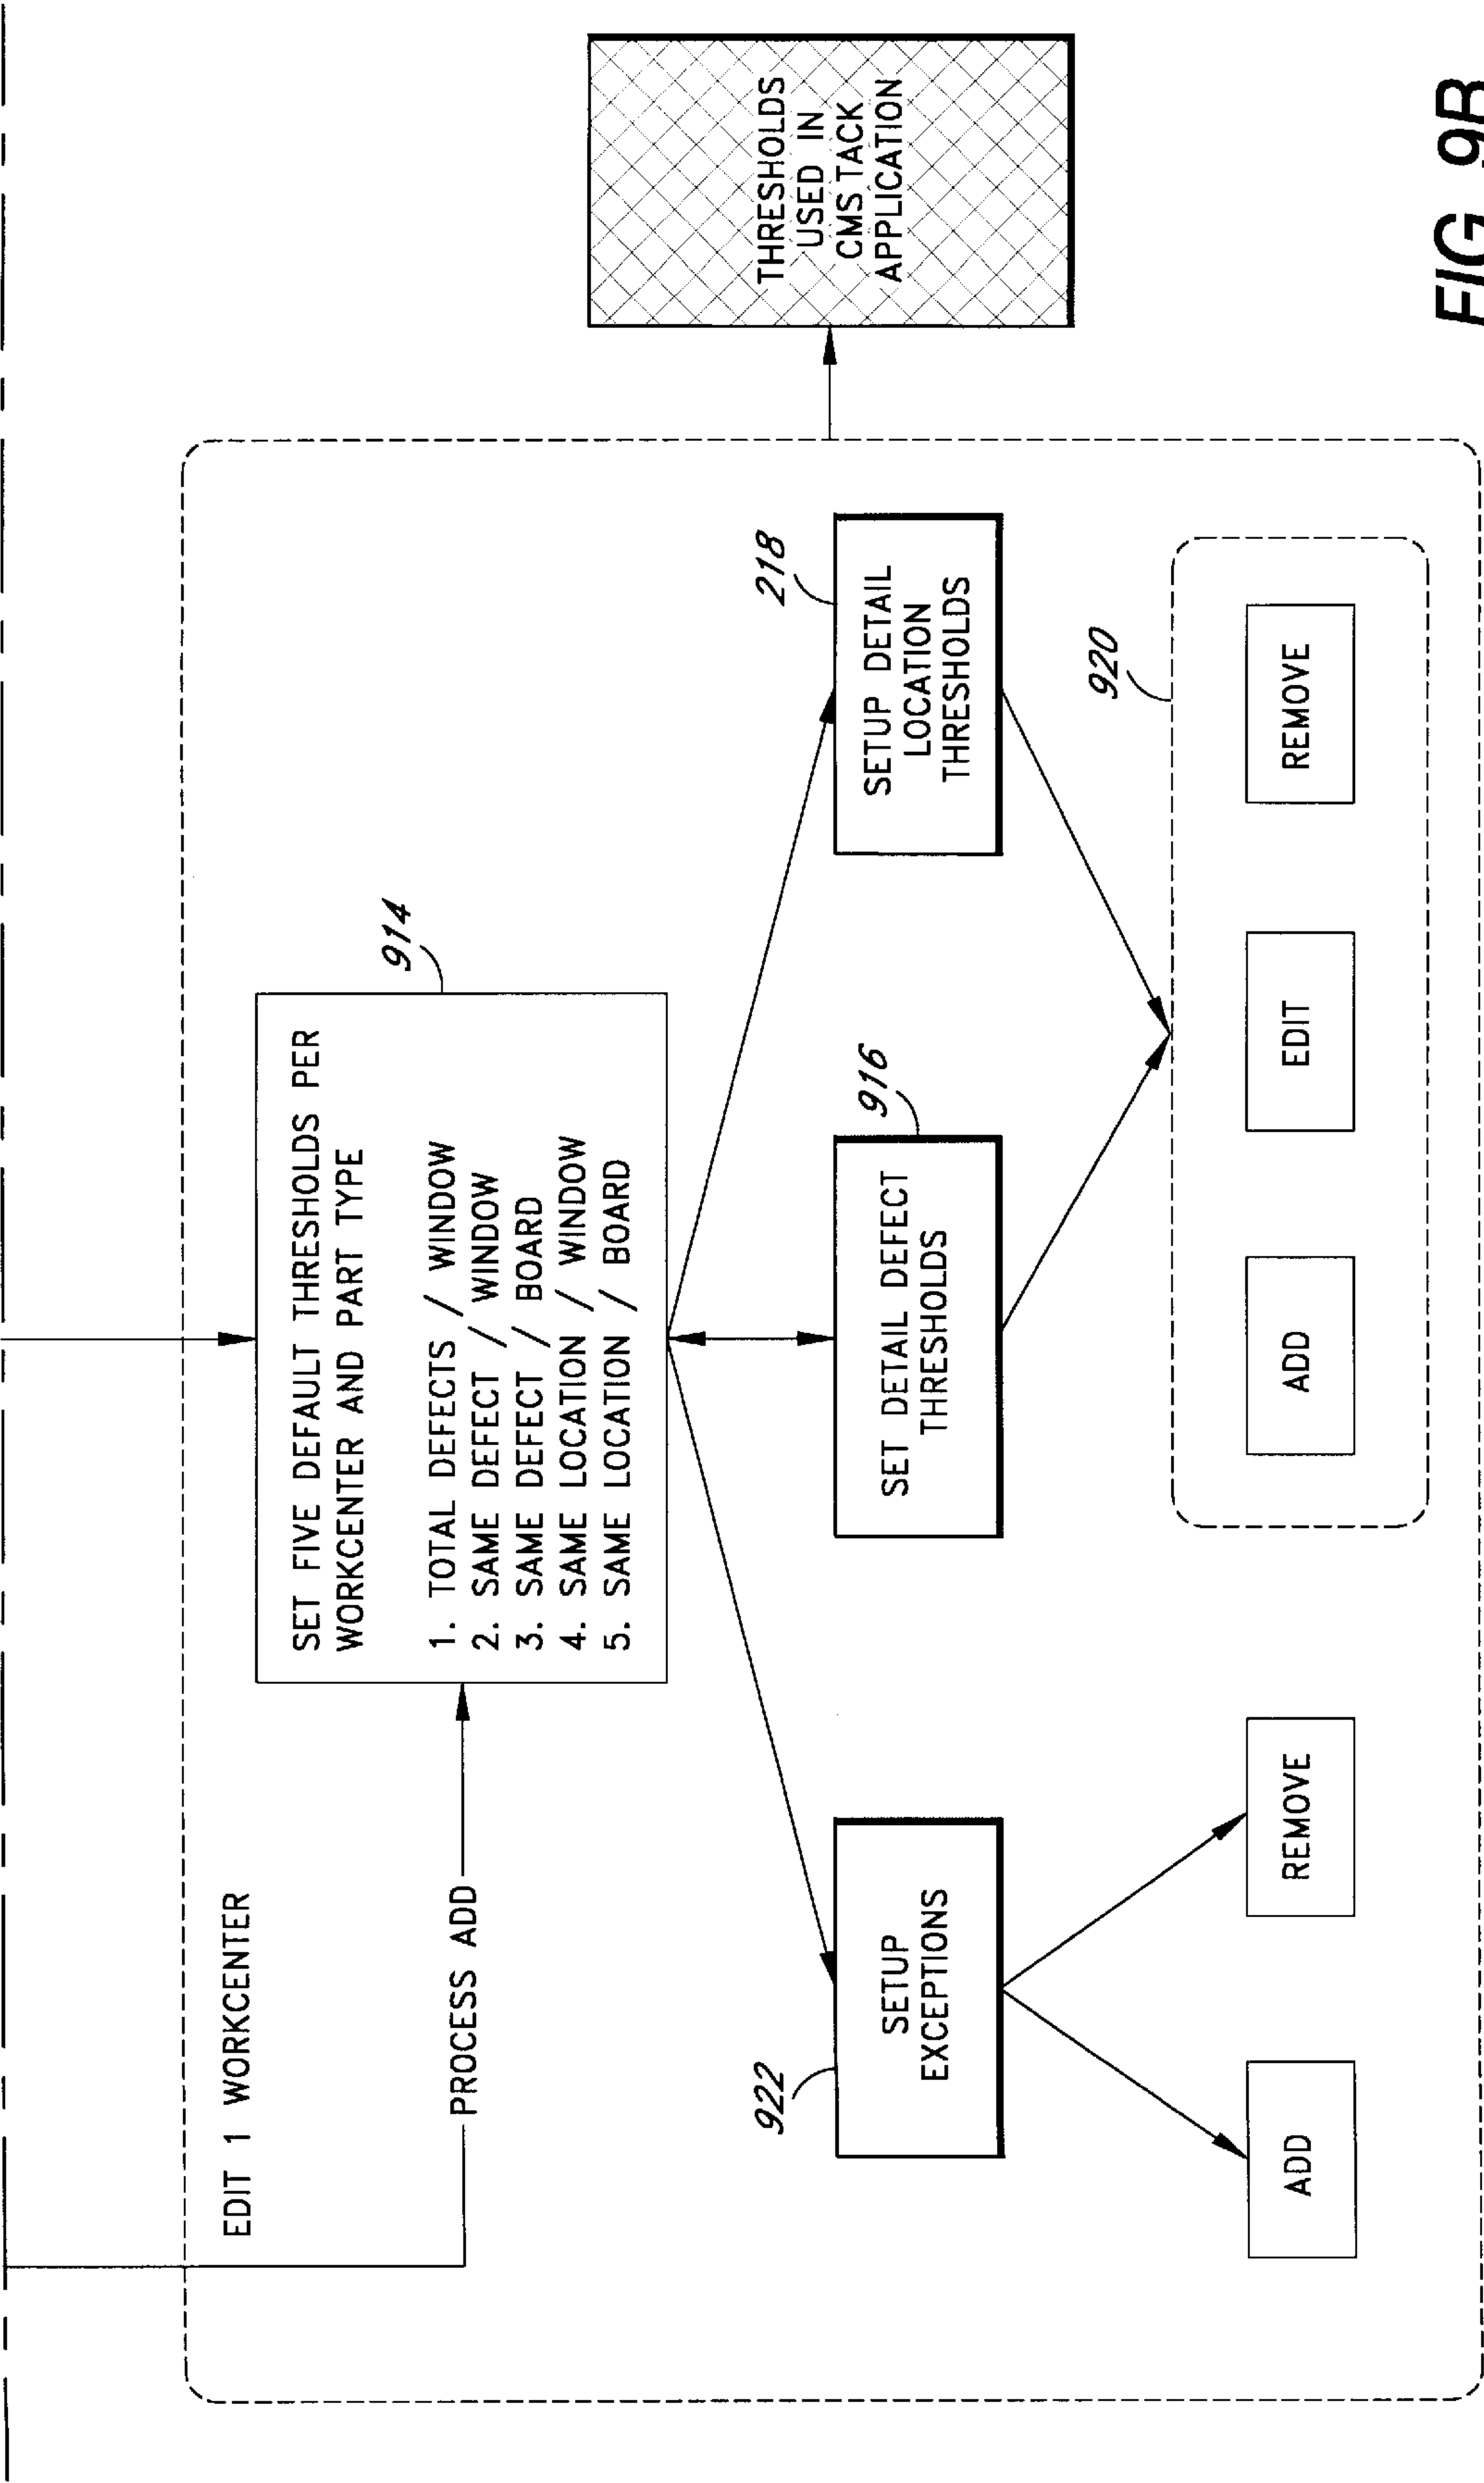 EDIT 1 WORKCENTER
PROCESS ADD
914
SET FIVE DEFAULT THRESHOLDS PER
WORKCENTER AND PART TYPE
1. TOTAL DEFECTS / WINDOW
2. SAME DEFECT / WINDOW
3. SAME DEFECT / BOARD
4. SAME LOCATION / WINDOW
5. SAME LOCATION / BOARD
922
SETUP
EXCEPTIONS
916
SET DETAIL DEFECT
THRESHOLDS
218
SETUP DETAIL
LOCATION
THRESHOLDS
920
ADD
REMOVE
ADD
EDIT
REMOVE
THRESHOLDS
USED IN
CMSTACK
APPLICATION
FIG 9B